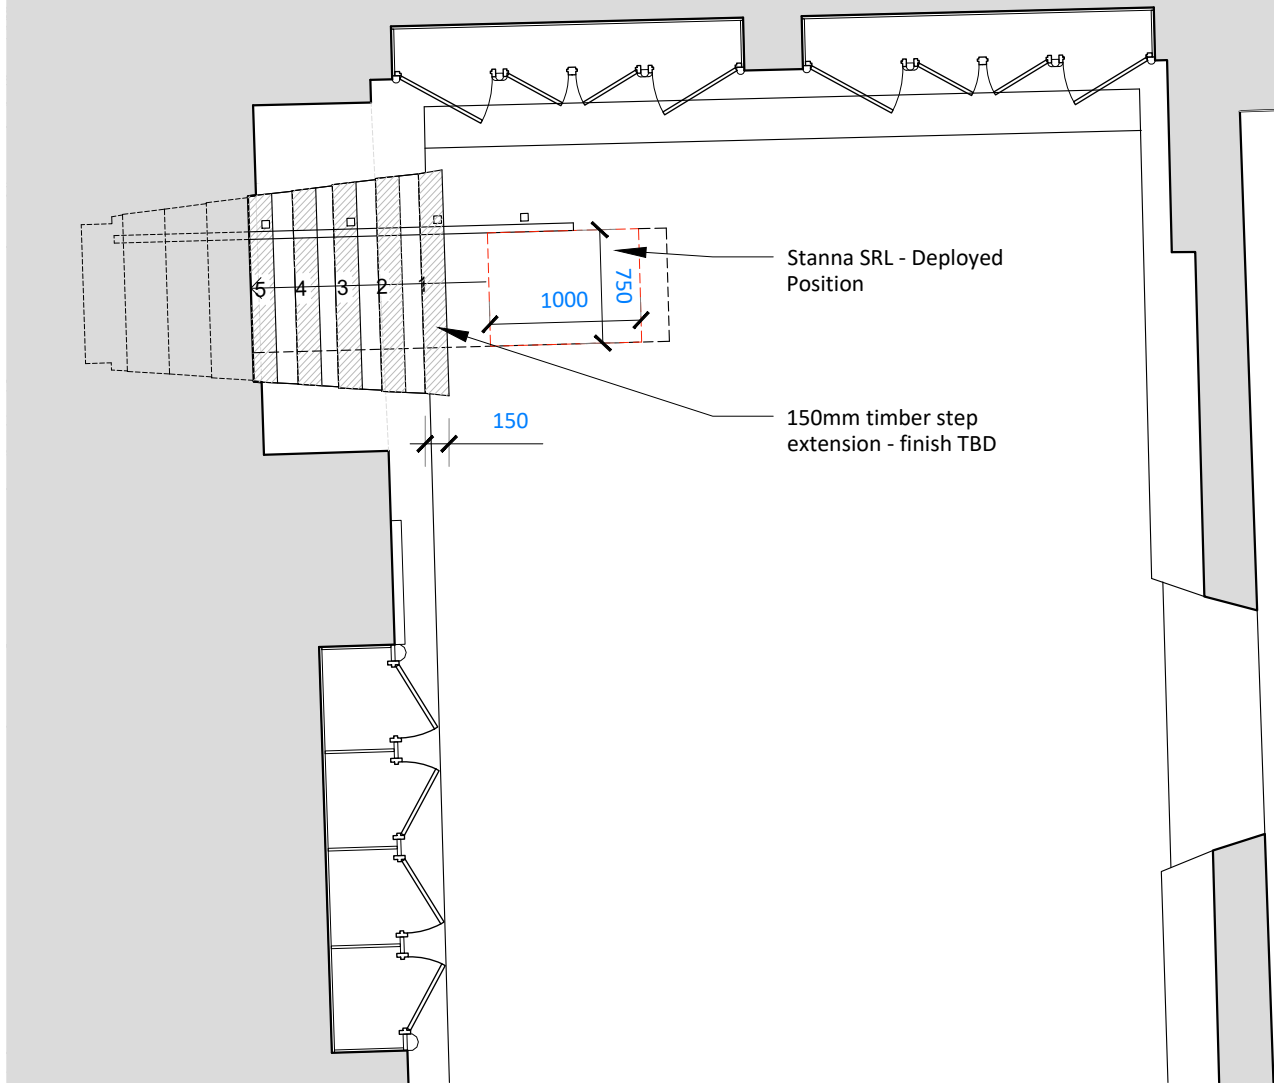 Stanna SRL - Deployed
Position
5 4 3 2 1
1000
750
150mm timber step
extension - finish TBD
150